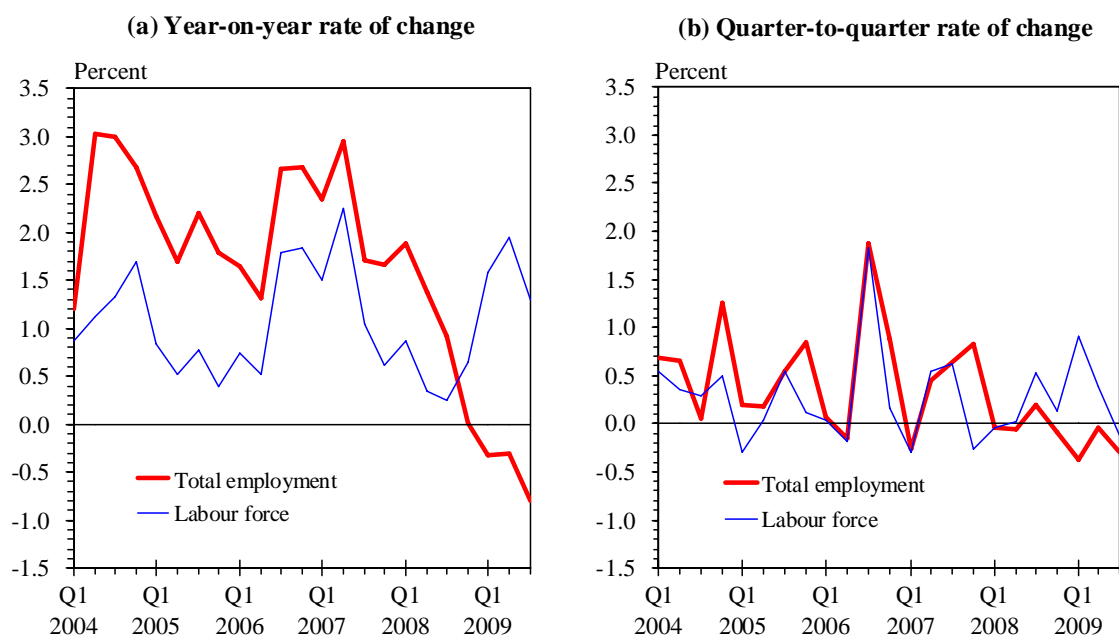 (a) Year-on-year rate of change
Percent
3.5
3.0
2.5
2.0
1.5
1.0
0.5
0.0
-0.5
-1.0
-1.5
Total employment
Labour force
Q1 Q1 Q1 Q1 Q1 Q1
2004 2005 2006 2007 2008 2009
(b) Quarter-to-quarter rate of change
Percent
3.5
3.0
2.5
2.0
1.5
1.0
0.5
0.0
-0.5
-1.0
-1.5
Total employment
Labour force
Q1 Q1 Q1 Q1 Q1 Q1
2004 2005 2006 2007 2008 2009